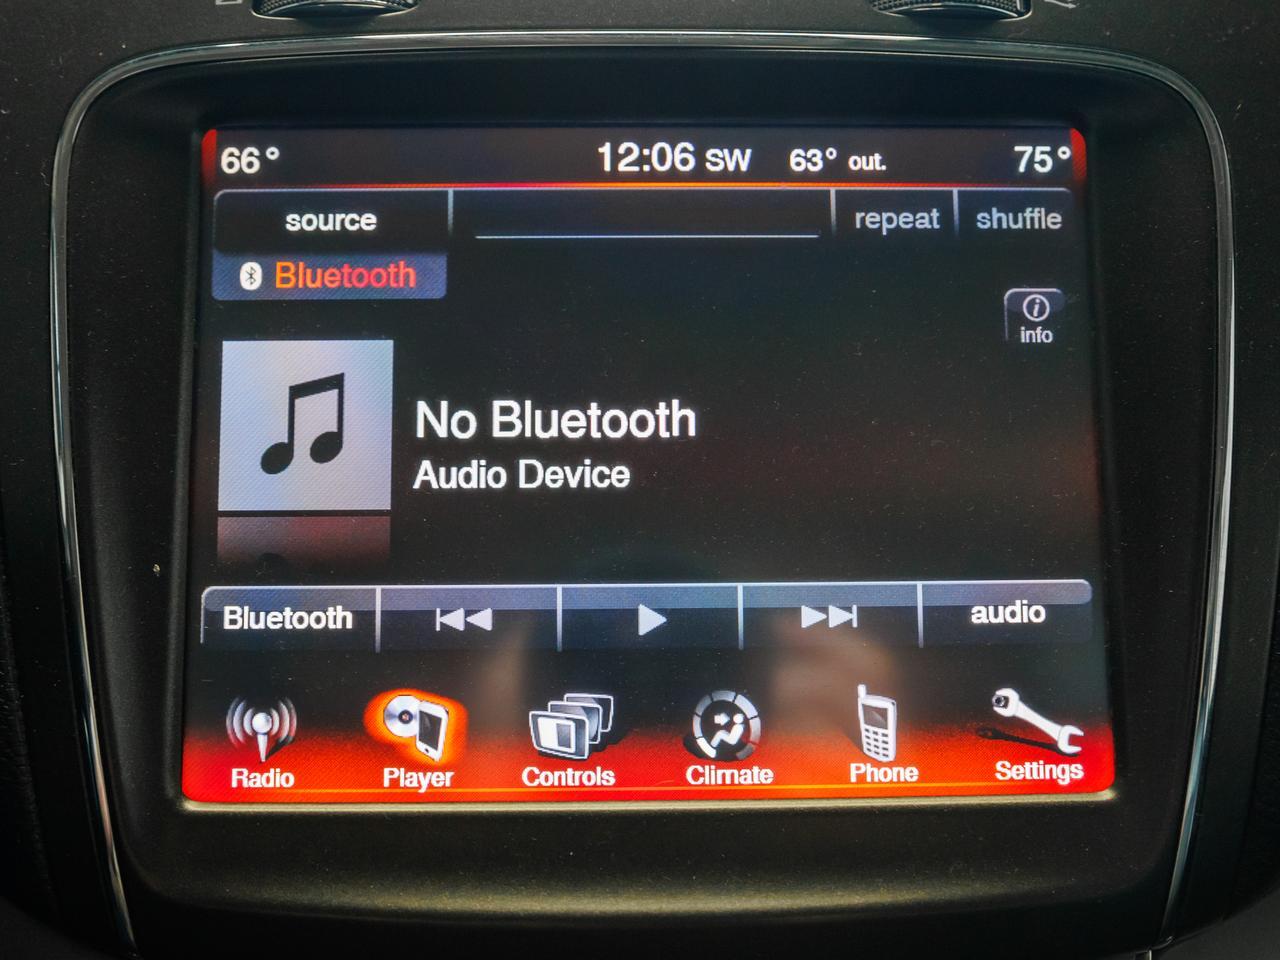 66° 12:06 SW 63° out. 75°
source repeat shuffle
Bluetooth
info
No Bluetooth
Audio Device
Bluetooth audio
Radio Player Controls Climate Phone Settings